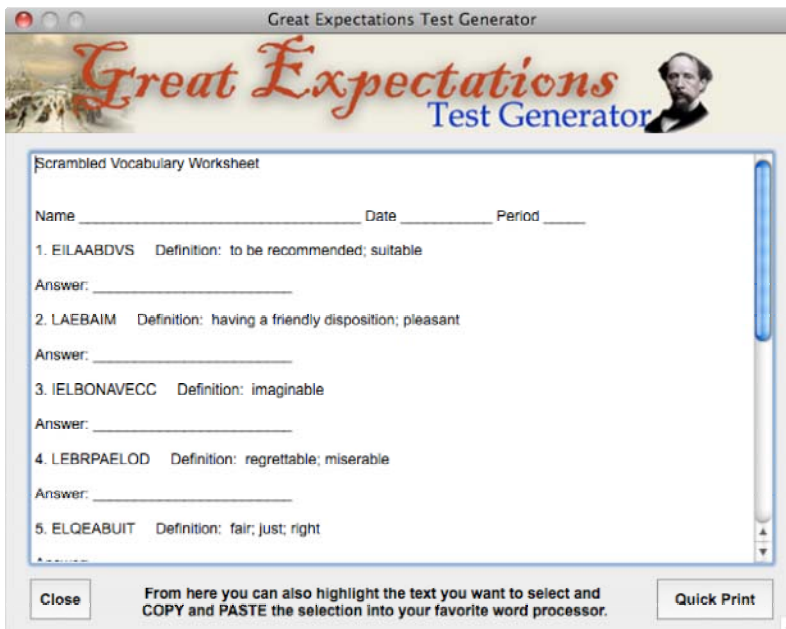 Great Expectations Test Generator
Great Expectations
Test Generator
Scrambled Vocabulary Worksheet
Name __________________________________ Date ___________ Period _____
1. EILAABDVS Definition: to be recommended; suitable
Answer: ________________________
2. LAEBAIM Definition: having a friendly disposition; pleasant
Answer: ________________________
3. IELBONAVECC Definition: imaginable
Answer: ________________________
4. LEBRPAELOD Definition: regrettable; miserable
Answer: ________________________
5. ELQEABUIT Definition: fair; just; right
Close
From here you can also highlight the text you want to select and
COPY and PASTE the selection into your favorite word processor.
Quick Print